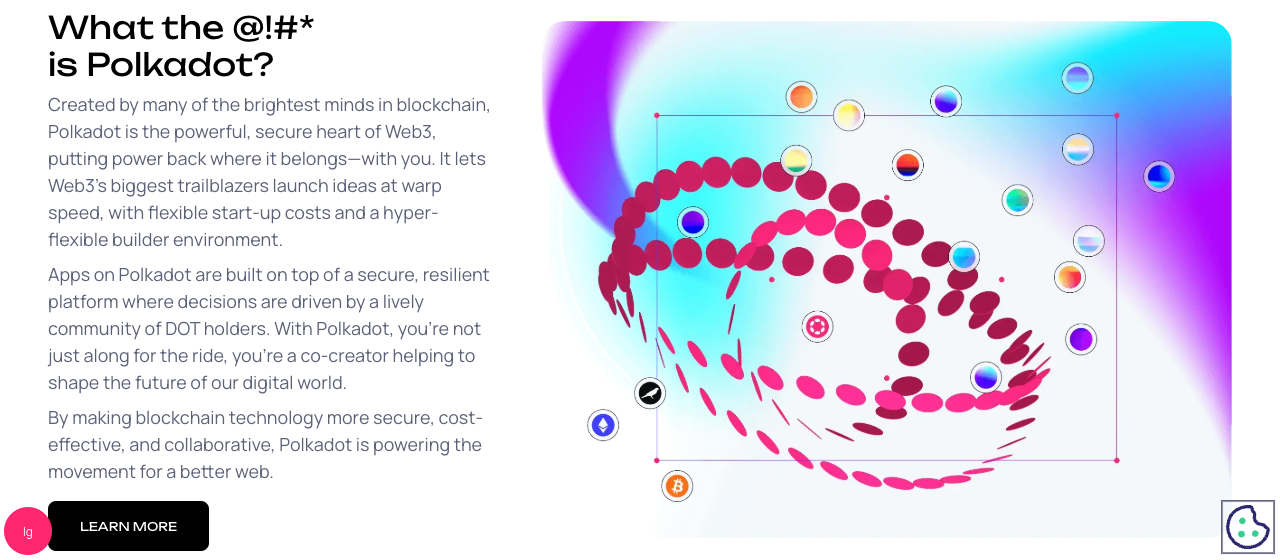 What the @!#*
is Polkadot?
Created by many of the brightest minds in blockchain,
Polkadot is the powerful, secure heart of Web3,
putting power back where it belongs—with you. It lets
Web3’s biggest trailblazers launch ideas at warp
speed, with flexible start-up costs and a hyper-
flexible builder environment.
Apps on Polkadot are built on top of a secure, resilient
platform where decisions are driven by a lively
community of DOT holders. With Polkadot, you’re not
just along for the ride, you’re a co-creator helping to
shape the future of our digital world.
By making blockchain technology more secure, cost-
effective, and collaborative, Polkadot is powering the
movement for a better web.
LEARN MORE
lg